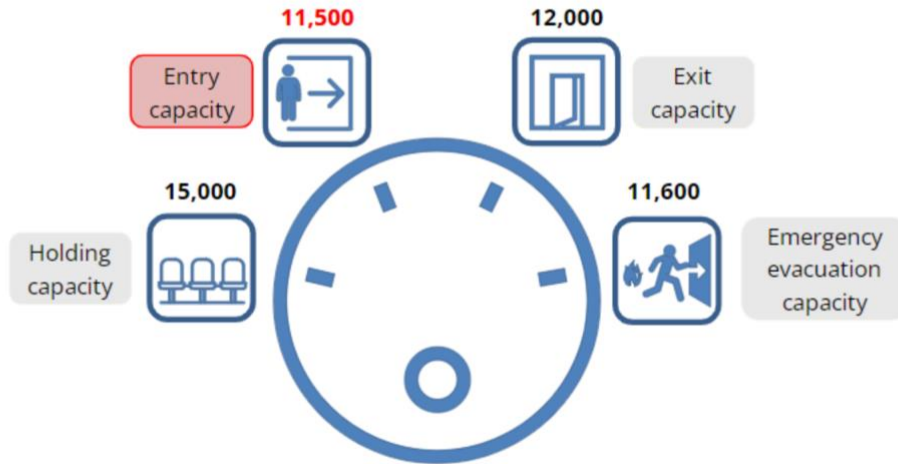 11,500
12,000
Entry
capacity
Exit
capacity
15,000
11,600
Holding
capacity
Emergency
evacuation
capacity